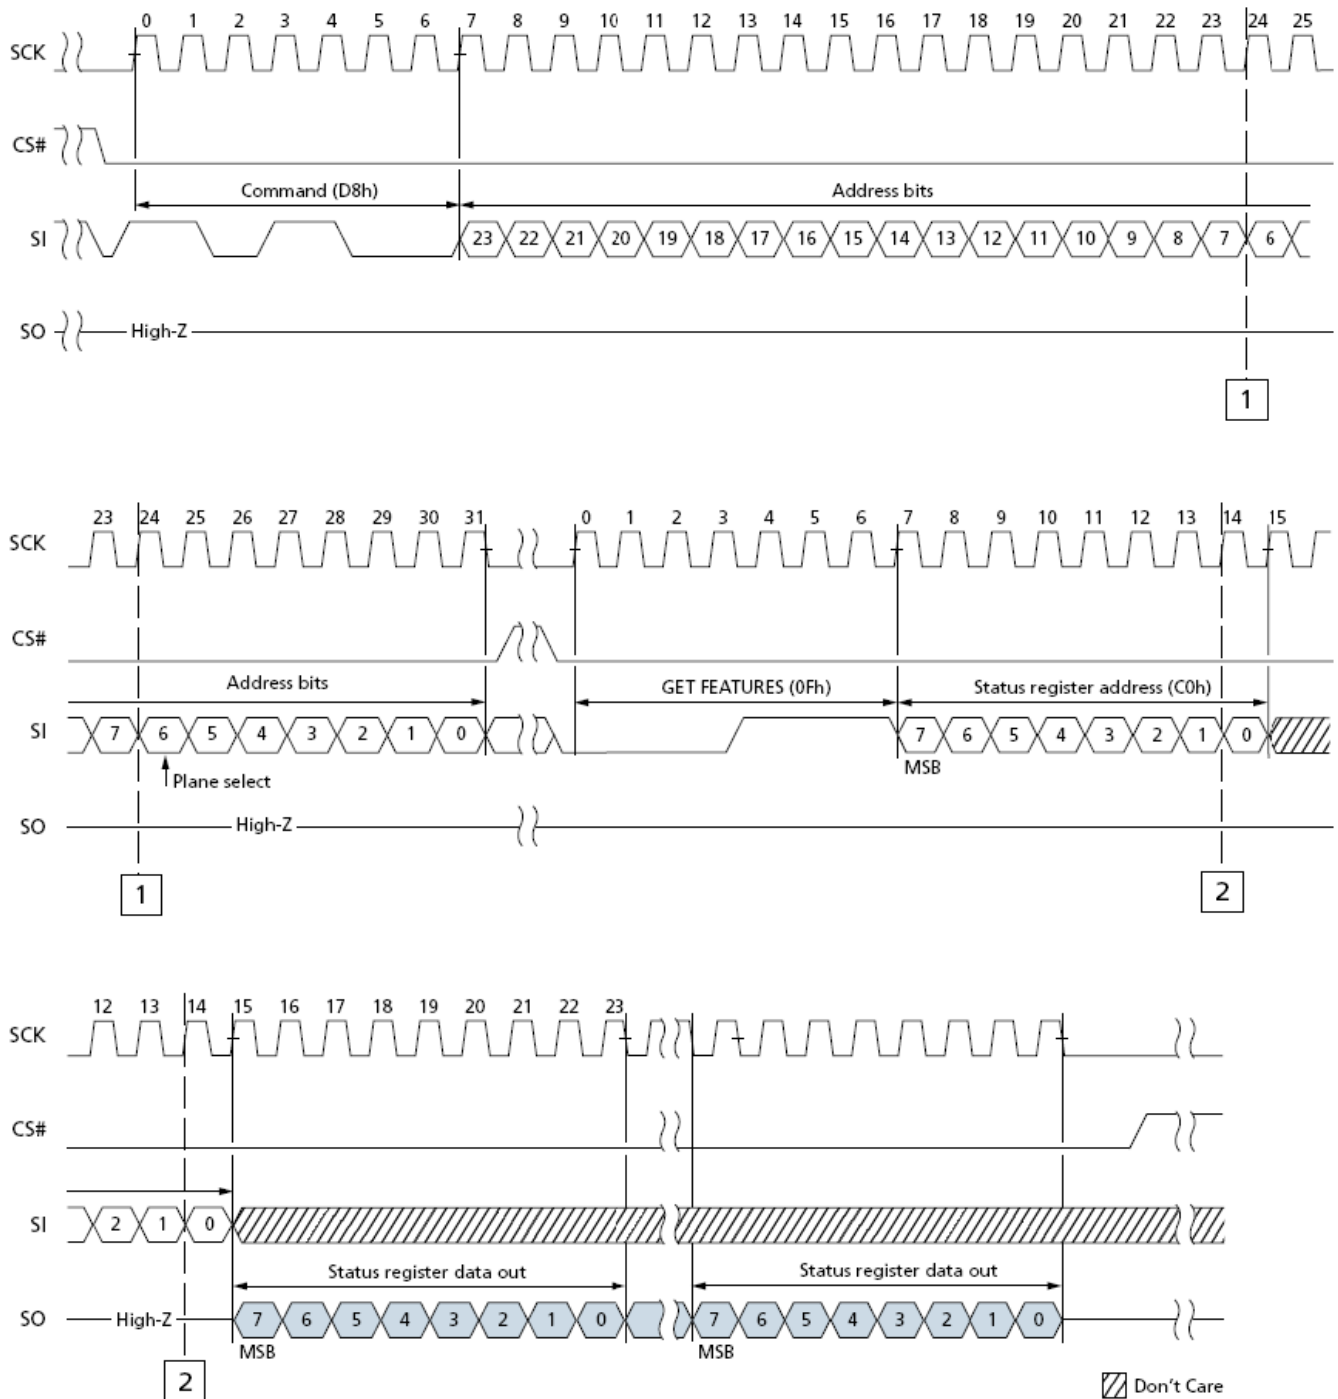 0 1 2 3 4 5 6 7 8 9 10 11 12 13 14 15 16 17 18 19 20 21 22 23 24 25
SCK
CS#
Command (D8h) Address bits
SI 23 22 21 20 19 18 17 16 15 14 13 12 11 10 9 8 7 6
SO High-Z
1
23 24 25 26 27 28 29 30 31 0 1 2 3 4 5 6 7 8 9 10 11 12 13 14 15
SCK
CS#
Address bits GET FEATURES (0Fh) Status register address (C0h)
SI 7 6 5 4 3 2 1 0 7 6 5 4 3 2 1 0
MSB
Plane select
SO High-Z
1 2
12 13 14 15 16 17 18 19 20 21 22 23
SCK
CS#
SI 2 1 0
Status register data out Status register data out
SO High-Z 7 6 5 4 3 2 1 0 7 6 5 4 3 2 1 0
MSB MSB
2
Don't Care